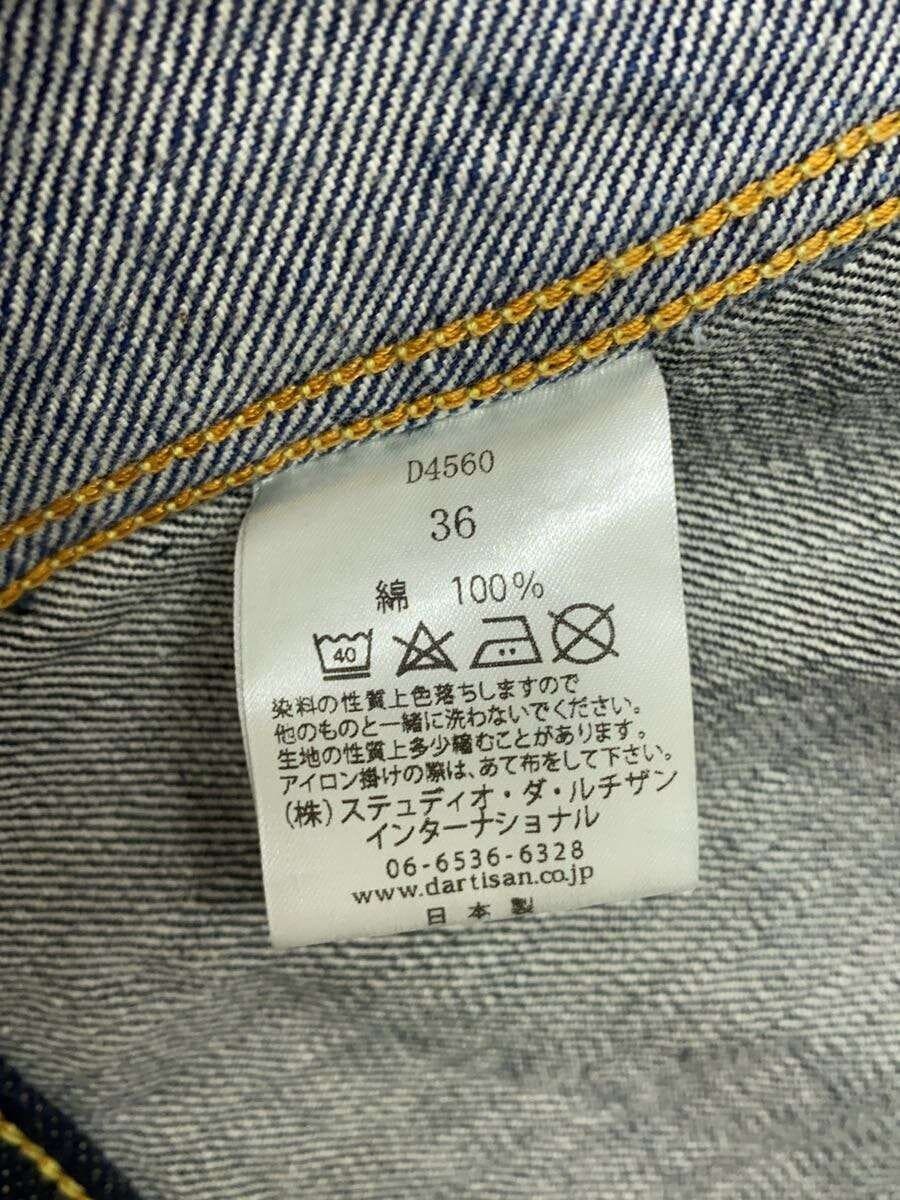 D4560
36
綿 100%
40
染料の性質上色落ちしますので
他のものと一緒に洗わないでください。
生地の性質上多少縮むことがあります。
アイロン掛けの際は、あて布をして下さい。
(株)ステュディオ・ダ・ルチザン
インターナショナル
06-6536-6328
www.dartisan.co.jp
日本製